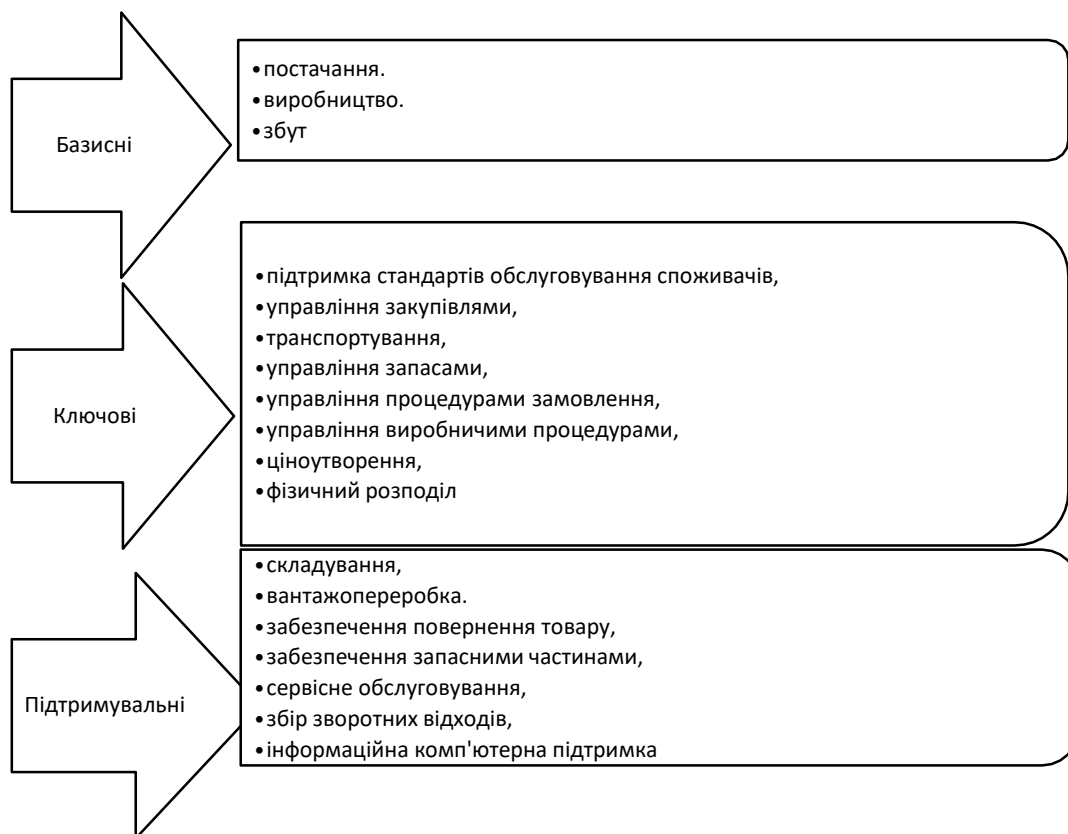 Базисні
•постачання.
•виробництво.
•збут
Ключові
•підтримка стандартів обслуговування споживачів,
•управління закупівлями,
•транспортування,
•управління запасами,
•управління процедурами замовлення,
•управління виробничими процедурами,
•ціноутворення,
•фізичний розподіл
Підтримувальні
•складування,
•вантажопереробка.
•забезпечення повернення товару,
•забезпечення запасними частинами,
•сервісне обслуговування,
•збір зворотних відходів,
•інформаційна комп'ютерна підтримка